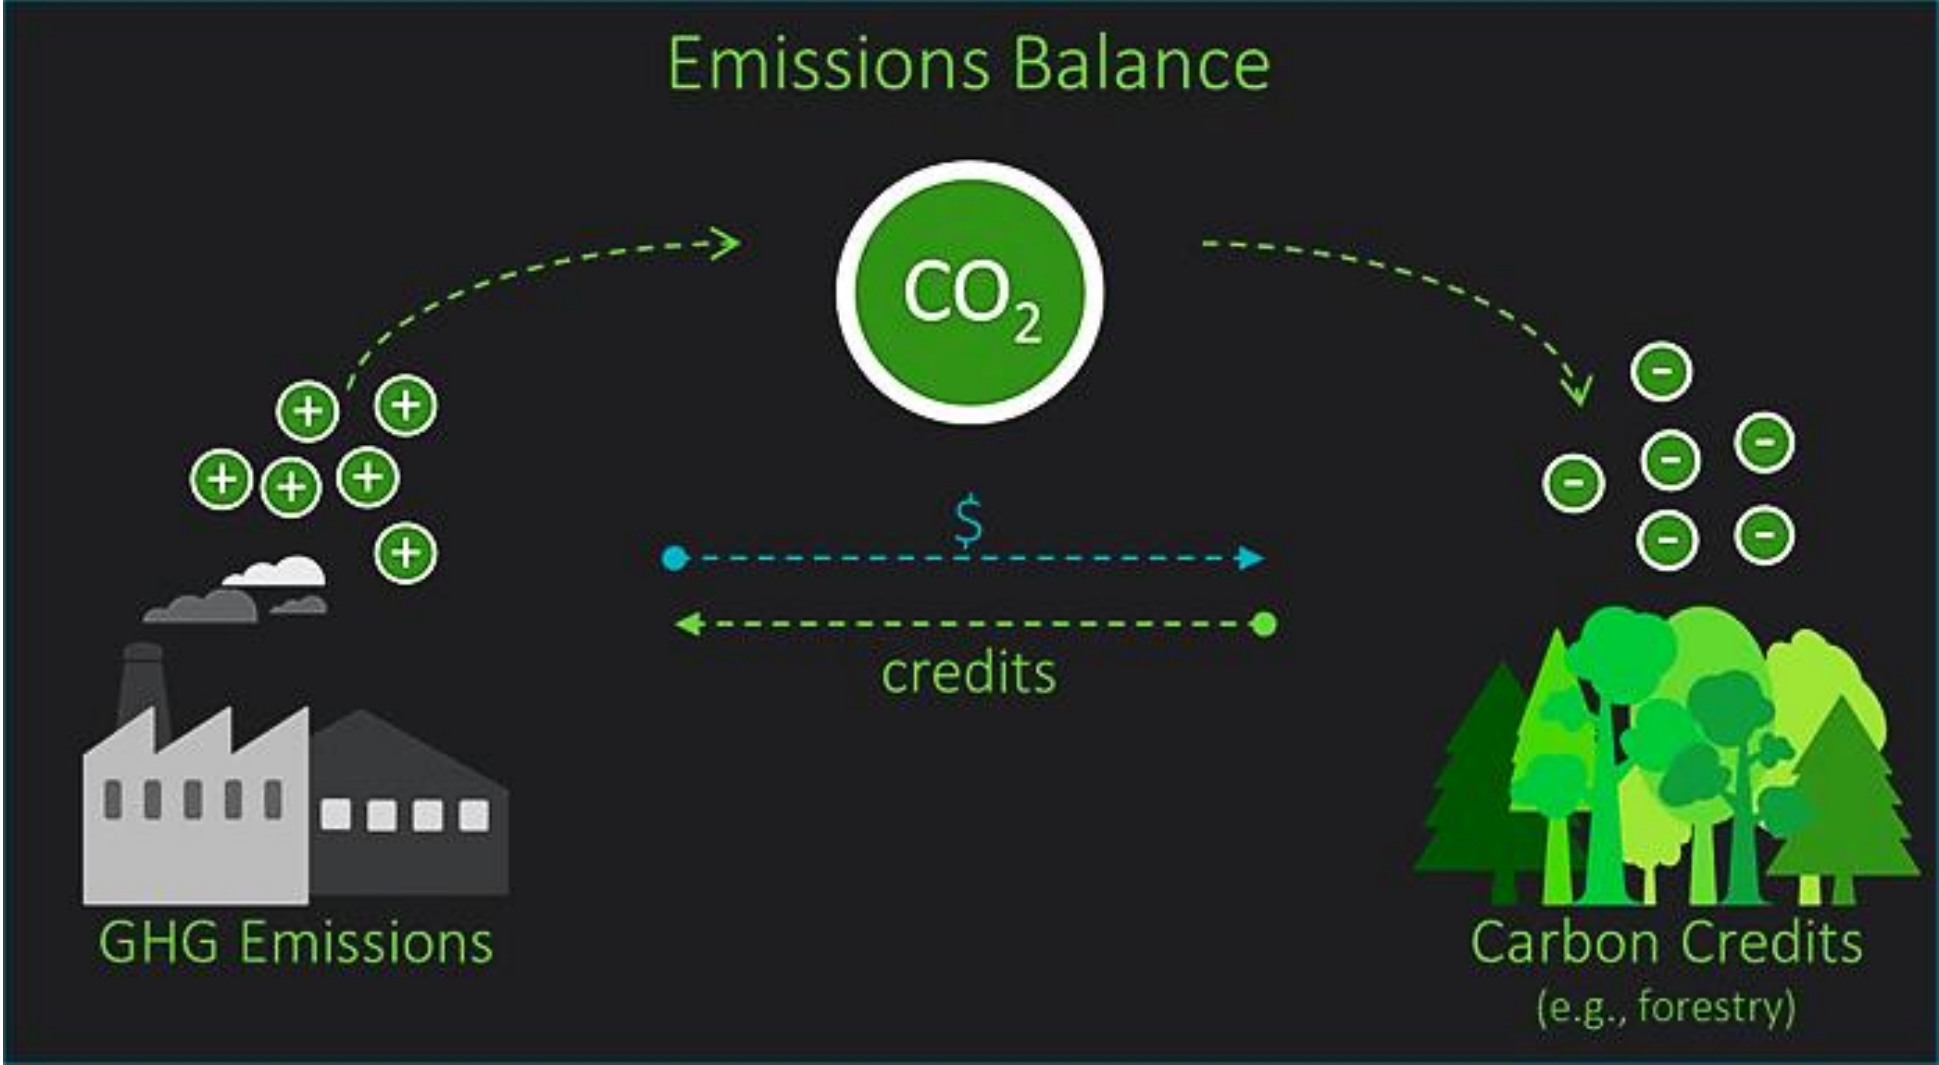 Emissions Balance
CO₂
$
credits
GHG Emissions
Carbon Credits
(e.g., forestry)